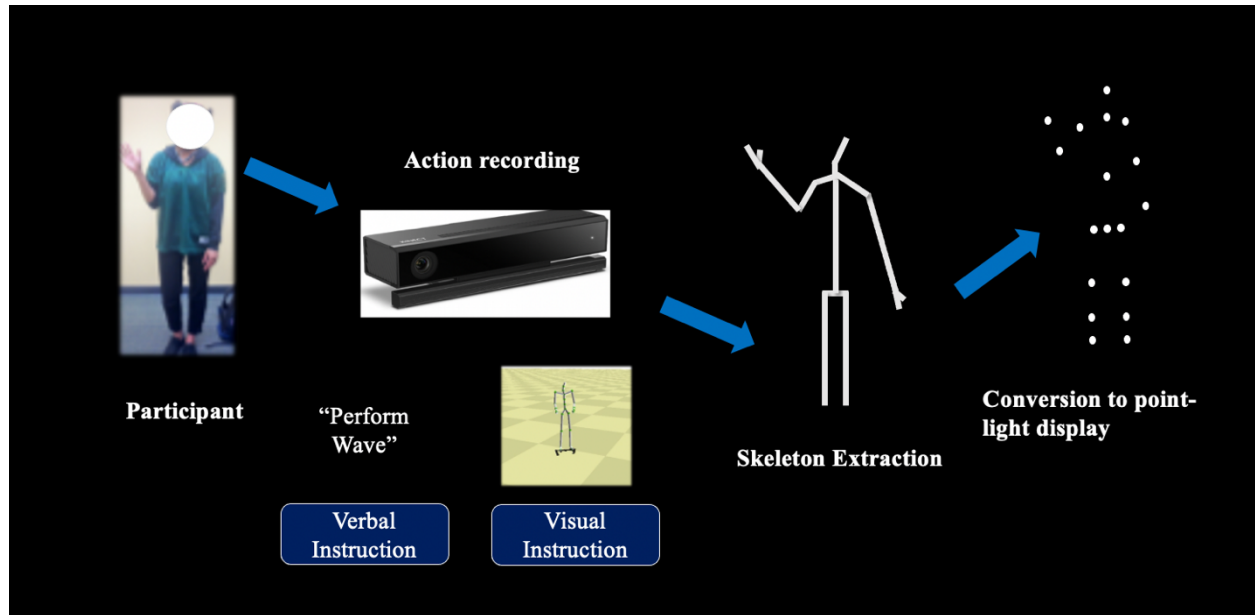 Action recording
Participant
“Perform
Wave”
Verbal
Instruction
Visual
Instruction
Skeleton Extraction
Conversion to point-
light display